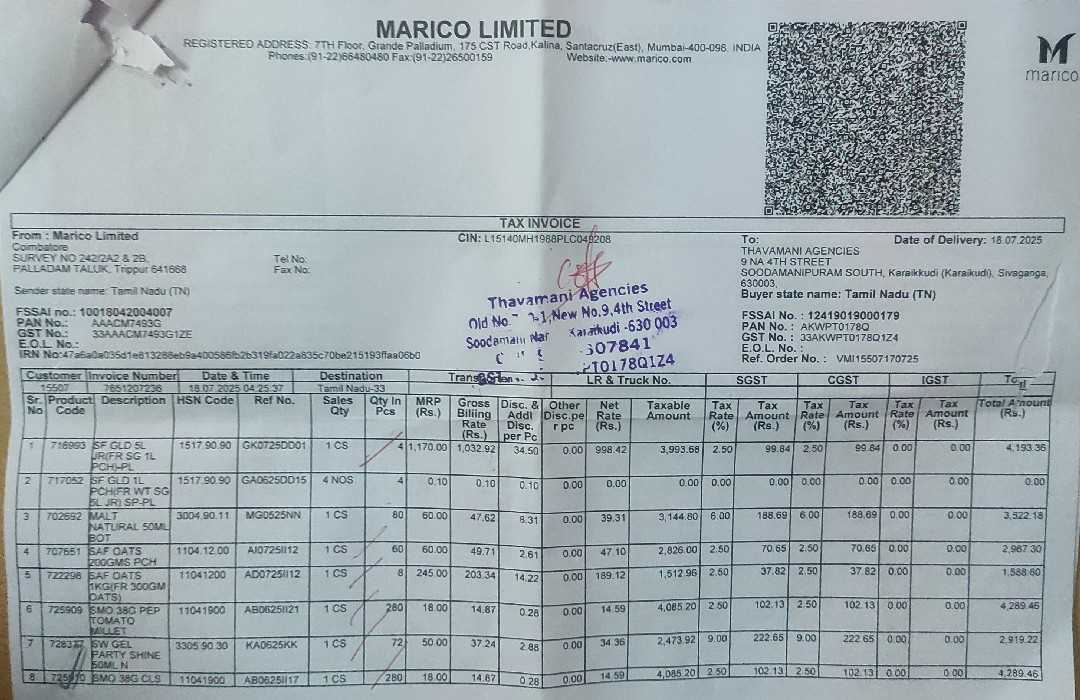 MARICO LIMITED
REGISTERED ADDRESS: 7TH Floor, Grande Palladium, 175 CST Road,Kalina, Santacruz(East), Mumbai-400-098. INDIA
Phones:(91-22)66480480 Fax:(91-22)26500159 Website:-www.marico.com
marico
TAX INVOICE
From : Marico Limited
Coimbatore
SURVEY NO 242/2A2 & 2B,
PALLADAM TALUK, Trippur 641668
Tel No.
Fax No.
Sender state name: Tamil Nadu (TN)
FSSAI no.: 10018042004007
PAN No.: AAACM7493G
GST No.: 33AAACM7493G1ZE
E.O.L. No.:
IRN No:47a6a0a035d1e813288eb9a400586fb2b319fa022a835c70be215193ffaa06b0
CIN: L15140MH1988PLC049208
Thavamani Agencies
Old No. -1,New No.9,4th Street
Soodamani Nar Karaikudi -630 003
307841
PT0178Q1Z4
To: Date of Delivery: 18.07.2025
THAVAMANI AGENCIES
9 NA 4TH STREET
SOODAMANIPURAM SOUTH, Karaikkudi (Karaikudi), Sivaganga,
630003,
Buyer state name: Tamil Nadu (TN)
FSSAI No.: 12419019000179
PAN No. : AKWPT0178Q
GST No. : 33AKWPT0178Q1Z4
E.O.L. No.:
Ref. Order No. : VMI15507170725
Customer Invoice Number Date & Time Destination LR & Truck No. SGST CGST IGST
15507 7651207236 18.07.2025 04:25:37 Tamil Nadu-33
Sr. No Product Code Description HSN Code Ref No. Sales Qty Qty In Pcs MRP (Rs.) Gross Billing Rate (Rs.) Disc. & Addl Disc. per Pc Other Disc.pe r pc Net Rate (Rs.) Taxable Amount Tax Rate (%) Tax Amount (Rs.) Tax Rate (%) Tax Amount (Rs.) Tax Rate (%) Tax Amount (Rs.) Total Amount (Rs.)
1 716993 SF GLD 5L JR(FR SG 1L PCH)-PL 1517.90.90 GK0725DD01 1 CS 4 1,170.00 1,032.92 34.50 0.00 998.42 3,993.68 2.50 99.84 2.50 99.84 0.00 0.00 4,193.36
2 717052 SF GLD 1L PCH(FR WT SG 5L JR) SP-PL 1517.90.90 GA0625DD15 4 NOS 4 0.10 0.10 0.10 0.00 0.00 0.00 0.00 0.00 0.00 0.00 0.00 0.00 0.00
3 702692 MALT NATURAL 50ML BOT 3004.90.11 MG0525NN 1 CS 80 60.00 47.62 8.31 0.00 39.31 3,144.80 6.00 188.69 6.00 188.69 0.00 0.00 3,522.18
4 707651 SAF OATS 200GMS PCH 1104.12.00 AI0725II12 1 CS 60 60.00 49.71 2.61 0.00 47.10 2,826.00 2.50 70.65 2.50 70.65 0.00 0.00 2,967.30
5 722298 SAF OATS 1KG(FR 300GM OATS) 11041200 AD0725II12 1 CS 8 245.00 203.34 14.22 0.00 189.12 1,512.96 2.50 37.82 2.50 37.82 0.00 0.00 1,588.60
6 725909 SMO 38G PEP TOMATO MILLET 11041900 AB0625II21 1 CS 280 18.00 14.87 0.28 0.00 14.59 4,085.20 2.50 102.13 2.50 102.13 0.00 0.00 4,289.46
7 SW GEL PARTY SHINE 50ML N 3305.90.30 KA0625KK 1 CS 72 50.00 37.24 2.88 0.00 34.36 2,473.92 9.00 222.65 9.00 222.65 0.00 0.00 2,919.22
8 SMO 38G CLS 11041900 AB0625II17 1 CS 280 18.00 14.87 0.28 0.00 14.59 4,085.20 2.50 102.13 2.50 102.13 0.00 0.00 4,289.46